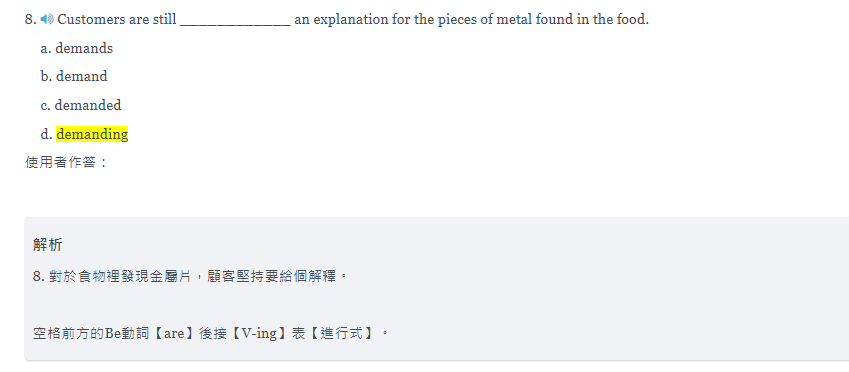 8. Customers are still _____________ an explanation for the pieces of metal found in the food.
a. demands
b. demand
c. demanded
d. demanding
使用者作答：
解析
8. 對於食物裡發現金屬片，顧客堅持要給個解釋。
空格前方的Be動詞【are】後接【V-ing】表【進行式】。